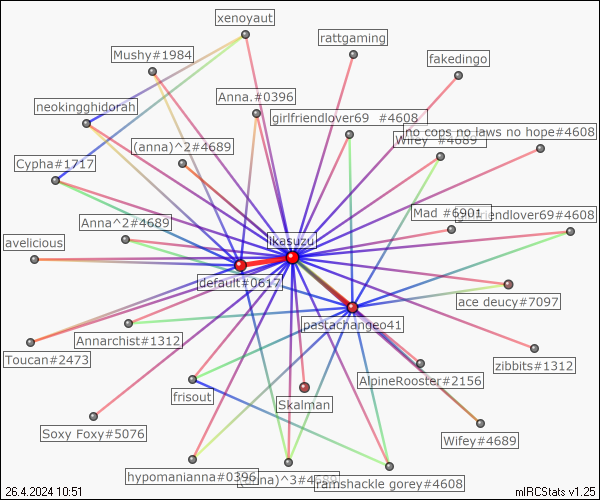 xenoyaut
rattgaming
Mushy#1984
fakedingo
Anna.#0396
neokingghidorah
girlfriendlover69 #4608
no cops no laws no hope#4608
(anna)^2#4689
Wifey #4689
Cypha#1717
Mad #6901
friendlover69#4608
Anna^2#4689
avelicious
ikasuzu
default#0617
ace deucy#7097
pastachangeo41
Annarchist#1312
Toucan#2473
zibbits#1312
AlpineRooster#2156
frisout
Skalman
Soxy Foxy#5076
Wifey#4689
hypomanianna#0396
)^3#4689
ramshackle gorey#4608
26.4.2024 10:51
mIRCStats v1.25